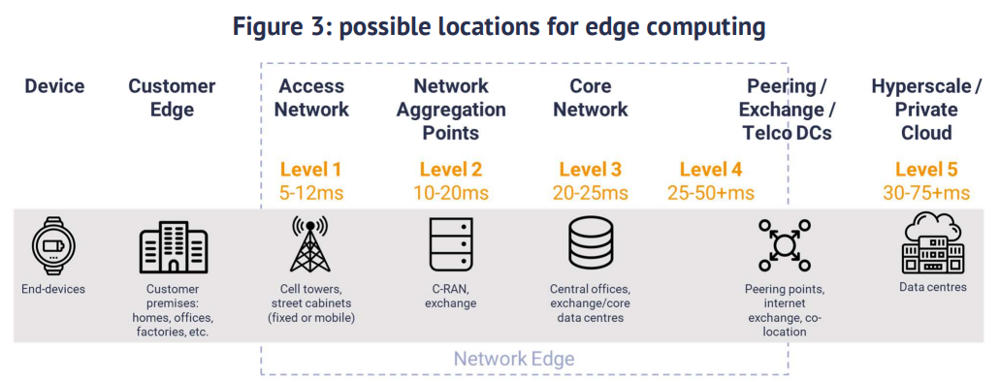 Figure 3: possible locations for edge computing
Device
Customer
Edge
Access
Network
Network
Aggregation
Points
Core
Network
Peering /
Exchange /
Telco DCs
Hyperscale /
Private
Cloud
Level 1
5-12ms
Level 2
10-20ms
Level 3
20-25ms
Level 4
25-50+ms
Level 5
30-75+ms
End-devices
Customer
premises:
homes, offices,
factories, etc.
Cell towers,
street cabinets
(fixed or mobile)
C-RAN,
exchange
Central offices,
exchange/core
data centres
Peering points,
internet
exchange, co-
location
Data centres
Network Edge